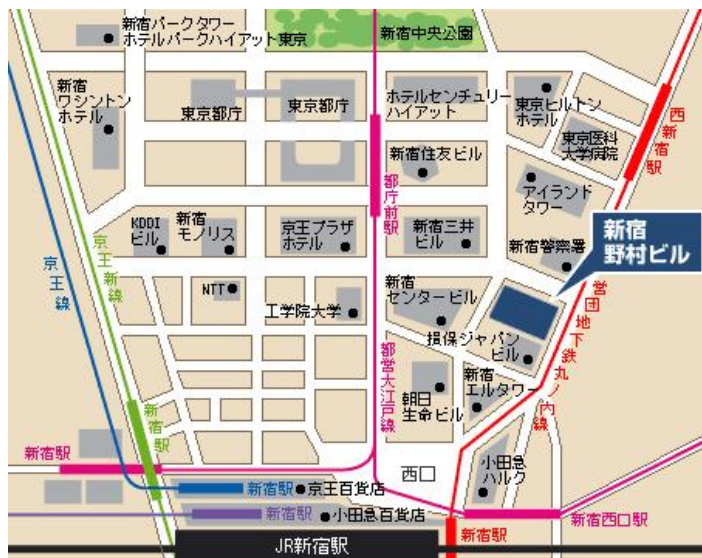 新宿パークタワー
ホテルパークハイアット東京
新宿中央公園
新宿
ワシントン
ホテル
東京都庁
東京都庁
ホテルセンチュリー
ハイアット
東京ヒルトン
ホテル
東京医科
大学病院
西新宿駅
新宿住友ビル
アイランド
タワー
都庁前駅
KDDI
ビル
新宿
モノリス
京王プラザ
ホテル
新宿三井
ビル
新宿警察署
新宿
野村ビル
京王線
京王新線
NTT
工学院大学
新宿
センタービル
損保ジャパン
ビル
営団地下鉄丸ノ内線
都営大江戸線
朝日
生命ビル
新宿
エルタワー
新宿駅
新宿駅
西口
小田急
ハルク
新宿駅
京王百貨店
新宿駅
小田急百貨店
新宿駅
新宿西口駅
JR新宿駅